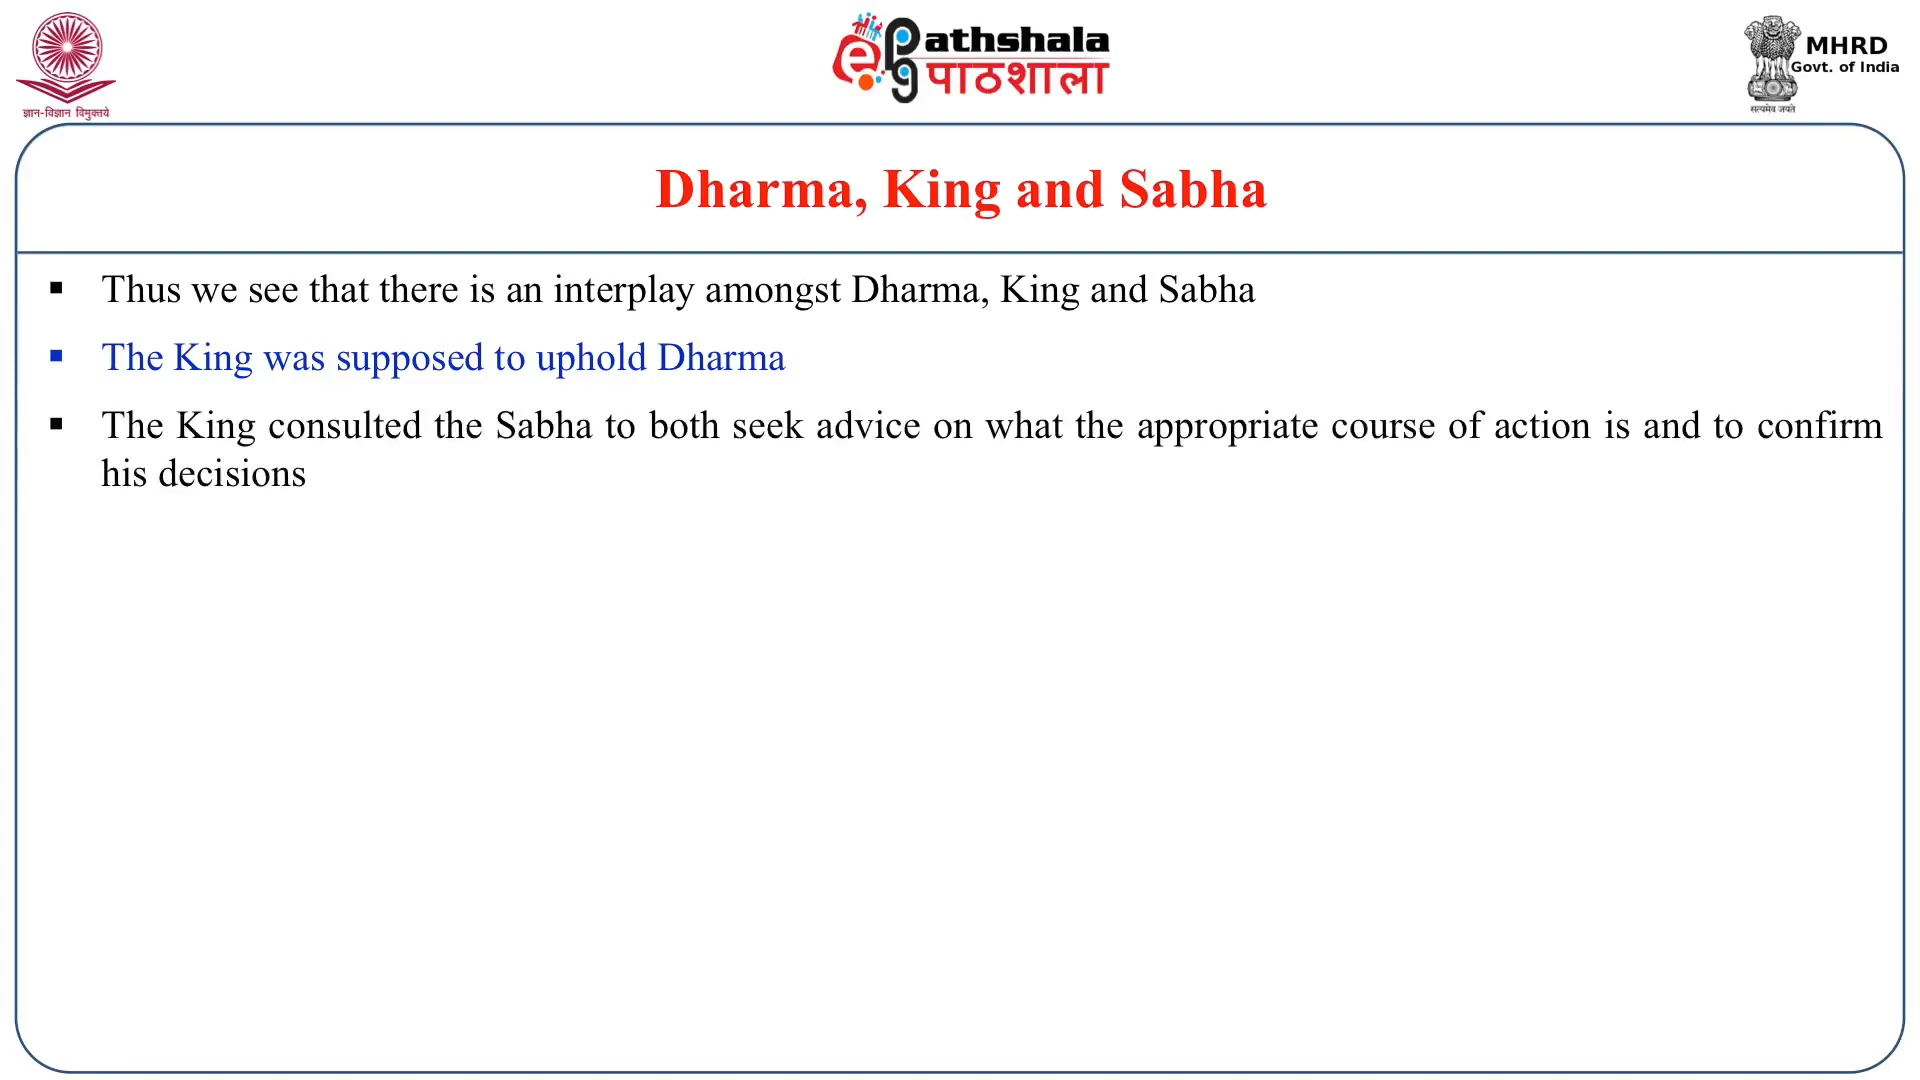 ज्ञान-विज्ञान विमुक्तये
ePG Pathshala
पाठशाला
MHRD
Govt. of India
सत्यमेव जयते
Dharma, King and Sabha
▪ Thus we see that there is an interplay amongst Dharma, King and Sabha
▪ The King was supposed to uphold Dharma
▪ The King consulted the Sabha to both seek advice on what the appropriate course of action is and to confirm
his decisions